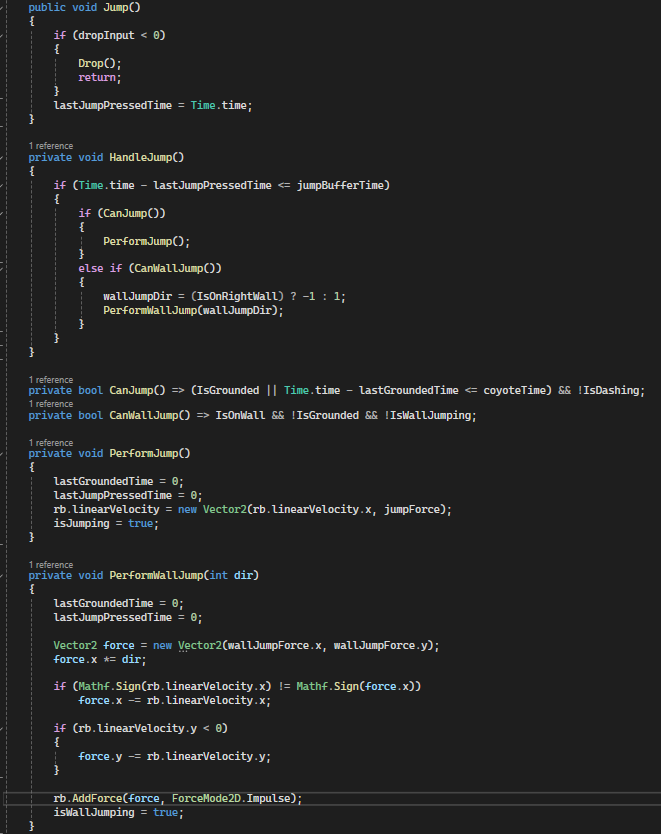 public void Jump()
{
if (dropInput < 0)
{
Drop();
return;
}
lastJumpPressedTime = Time.time;
}
1 reference
private void HandleJump()
{
if (Time.time - lastJumpPressedTime <= jumpBufferTime)
{
if (CanJump())
{
PerformJump();
}
else if (CanWallJump())
{
wallJumpDir = (IsOnRightWall) ? -1 : 1;
PerformWallJump(wallJumpDir);
}
}
}
1 reference
private bool CanJump() => (IsGrounded || Time.time - lastGroundedTime <= coyoteTime) && !IsDashing;
1 reference
private bool CanWallJump() => IsOnWall && !IsGrounded && !IsWallJumping;
1 reference
private void PerformJump()
{
lastGroundedTime = 0;
lastJumpPressedTime = 0;
rb.linearVelocity = new Vector2(rb.linearVelocity.x, jumpForce);
isJumping = true;
}
1 reference
private void PerformWallJump(int dir)
{
lastGroundedTime = 0;
lastJumpPressedTime = 0;
Vector2 force = new Vector2(wallJumpForce.x, wallJumpForce.y);
force.x *= dir;
if (Mathf.Sign(rb.linearVelocity.x) != Mathf.Sign(force.x))
force.x -= rb.linearVelocity.x;
if (rb.linearVelocity.y < 0)
{
force.y -= rb.linearVelocity.y;
}
rb.AddForce(force, ForceMode2D.Impulse);
isWallJumping = true;
}